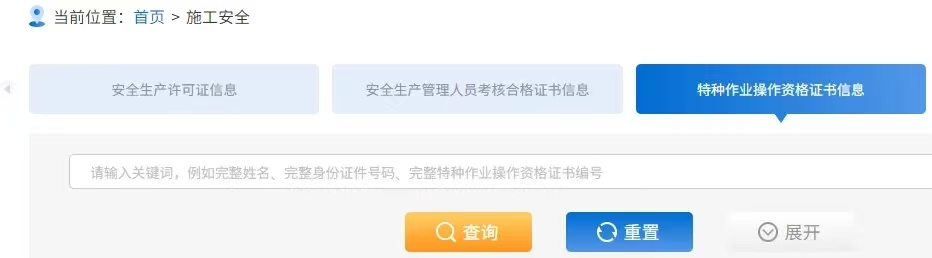 当前位置：首页 > 施工安全
安全生产许可证信息
安全生产管理人员考核合格证书信息
特种作业操作资格证书信息
请输入关键词，例如完整姓名、完整身份证件号码、完整特种作业操作资格证书编号
查询
重置
展开